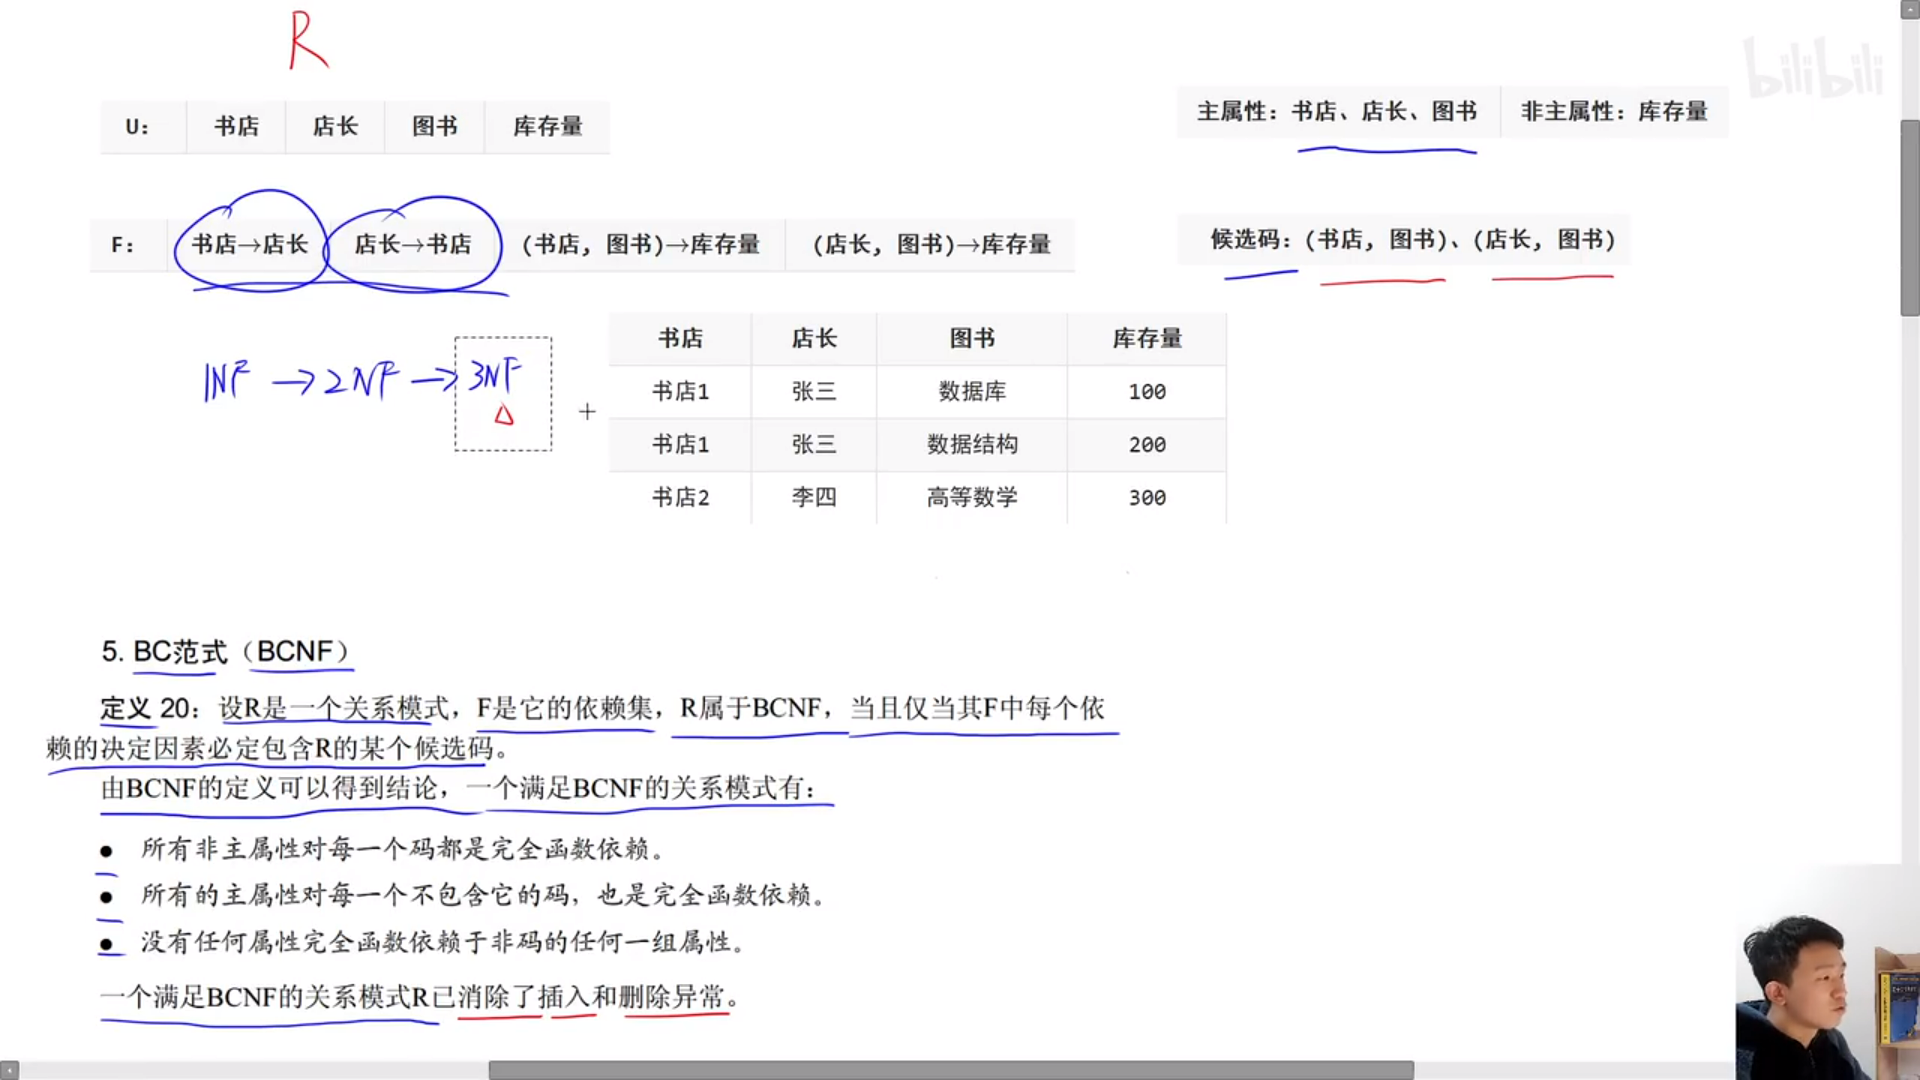 R
bilibili
U: 书店 店长 图书 库存量
主属性: 书店、店长、图书 非主属性: 库存量
F: 书店→店长 店长→书店 (书店, 图书)→库存量 (店长, 图书)→库存量
候选码: (书店, 图书)、(店长, 图书)
1NF → 2NF → 3NF
+
书店 店长 图书 库存量
书店1 张三 数据库 100
书店1 张三 数据结构 200
书店2 李四 高等数学 300
5. BC范式（BCNF）
定义 20：设R是一个关系模式，F是它的依赖集，R属于BCNF，当且仅当其F中每个依
赖的决定因素必定包含R的某个候选码。
由BCNF的定义可以得到结论，一个满足BCNF的关系模式有：
● 所有非主属性对每一个码都是完全函数依赖。
● 所有的主属性对每一个不包含它的码，也是完全函数依赖。
● 没有任何属性完全函数依赖于非码的任何一组属性。
一个满足BCNF的关系模式R已消除了插入和删除异常。